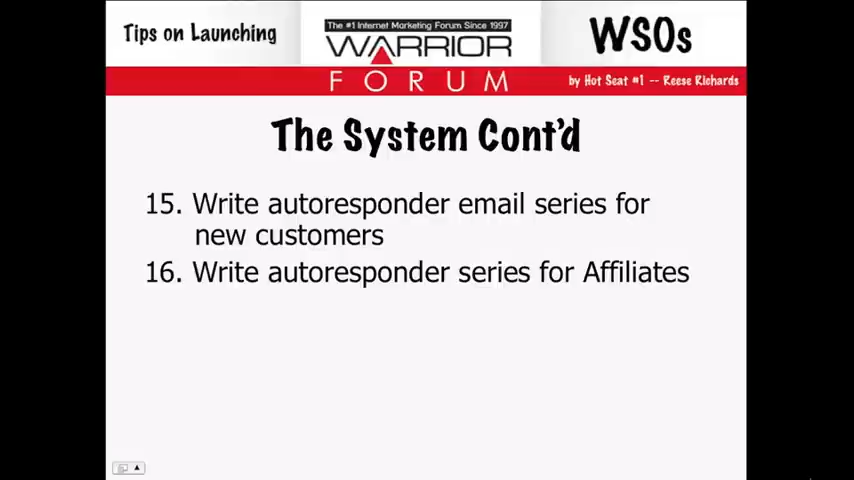 Tips on Launching
The #1 Internet Marketing Forum Since 1997
WARRIOR
FORUM
WSOs
by Hot Seat #1 -- Reese Richards
The System Cont'd
15. Write autoresponder email series for
new customers
16. Write autoresponder series for Affiliates